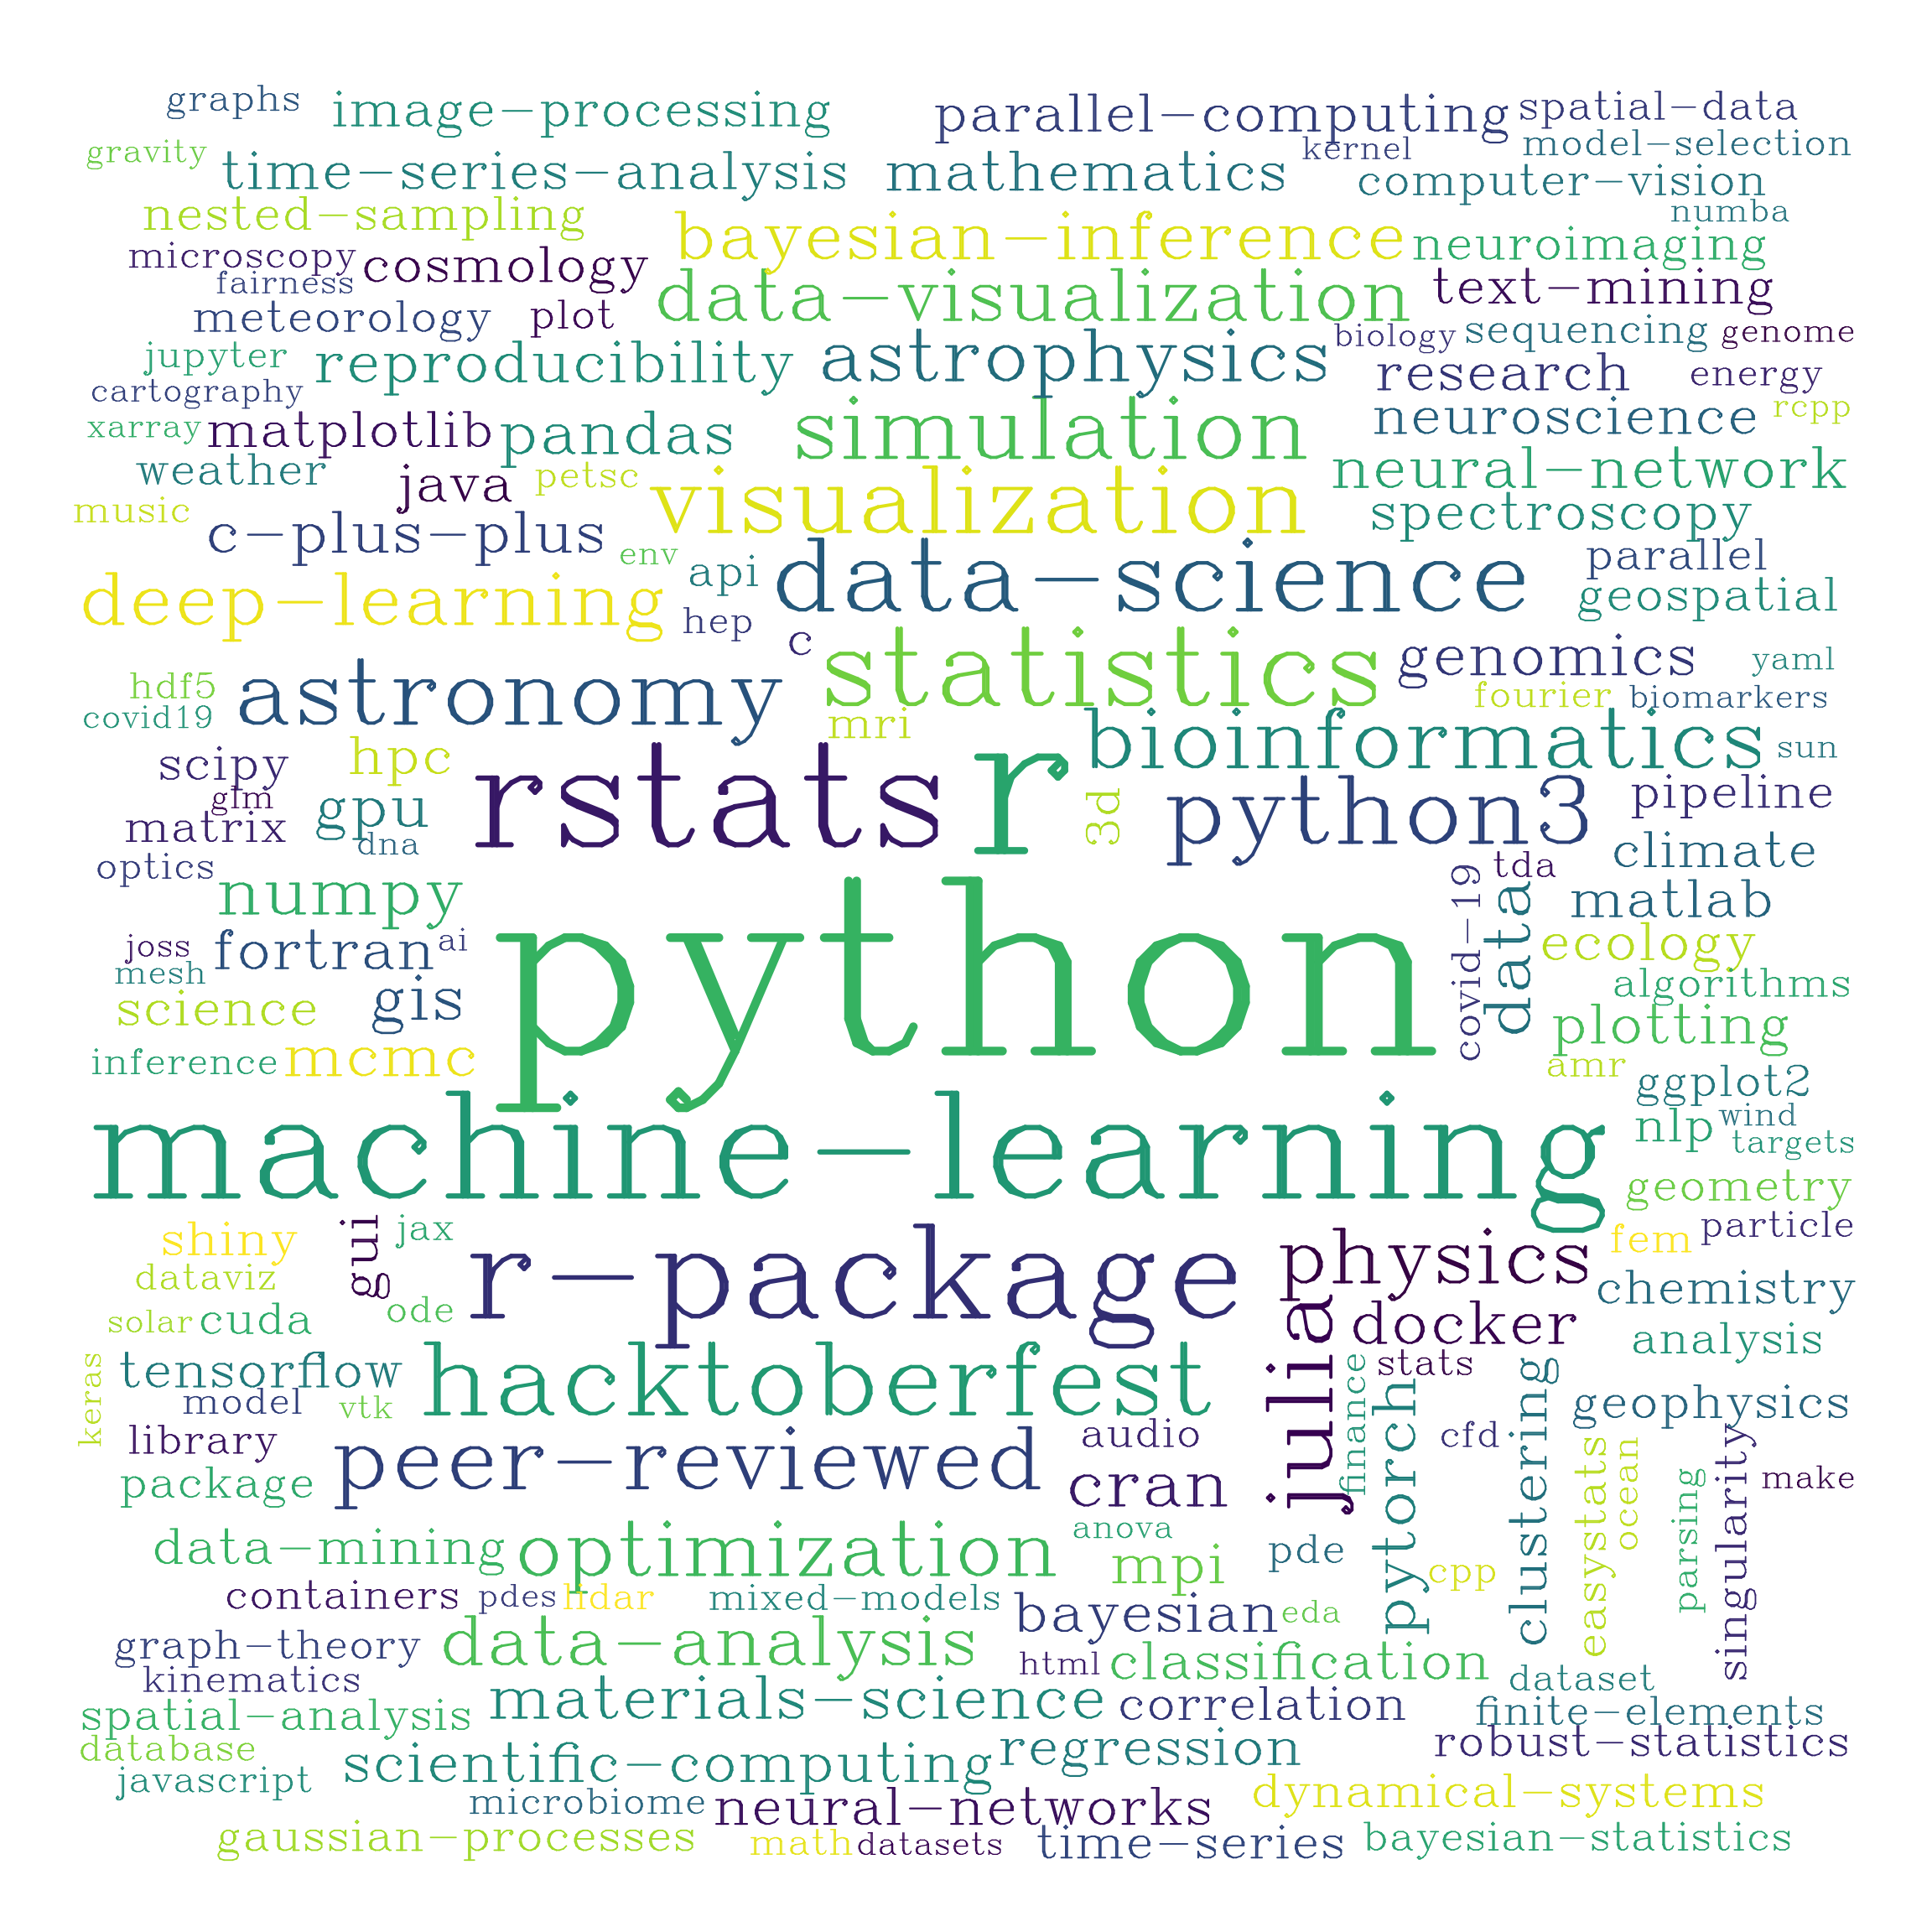 graphs
image-processing
parallel-computing
spatial-data
gravity
time-series-analysis
mathematics
kernel
model-selection
computer-vision
nested-sampling
bayesian-inference
numba
neuroimaging
microscopy
cosmology
fairness
data-visualization
text-mining
meteorology
plot
astrophysics
biology
sequencing
genome
jupyter
reproducibility
research
energy
cartography
simulation
neuroscience
rcpp
xarray
matplotlib
pandas
weather
java
petsc
visualization
neural-network
music
c-plus-plus
spectroscopy
env
api
data-science
parallel
deep-learning
geospatial
hep
c
statistics
genomics
yaml
hdf5
astronomy
fourier
biomarkers
covid19
mri
bioinformatics
sun
scipy
hpc
rstats
r
3d
python3
pipeline
glm
gpu
matrix
dna
optics
climate
tda
covid-19
data
numpy
python
matlab
joss
fortran
ai
ecology
mesh
algorithms
science
gis
plotting
inference
mcmc
amr
ggplot2
machine-learning
nlp
wind
targets
geometry
shiny
gui
jax
r-package
physics
fem
particle
dataviz
chemistry
solar
cuda
ode
julia
docker
analysis
keras
tensorflow
hacktoberfest
finance
stats
pytorch
clustering
model
vtk
geophysics
library
peer-reviewed
audio
cfd
easystats
ocean
singularity
package
cran
parsing
make
data-mining
optimization
anova
mpi
pde
cpp
containers
pdes
lidar
mixed-models
bayesian
eda
graph-theory
data-analysis
html
classification
kinematics
materials-science
dataset
spatial-analysis
correlation
finite-elements
database
scientific-computing
regression
robust-statistics
javascript
microbiome
neural-networks
dynamical-systems
gaussian-processes
math
datasets
time-series
bayesian-statistics